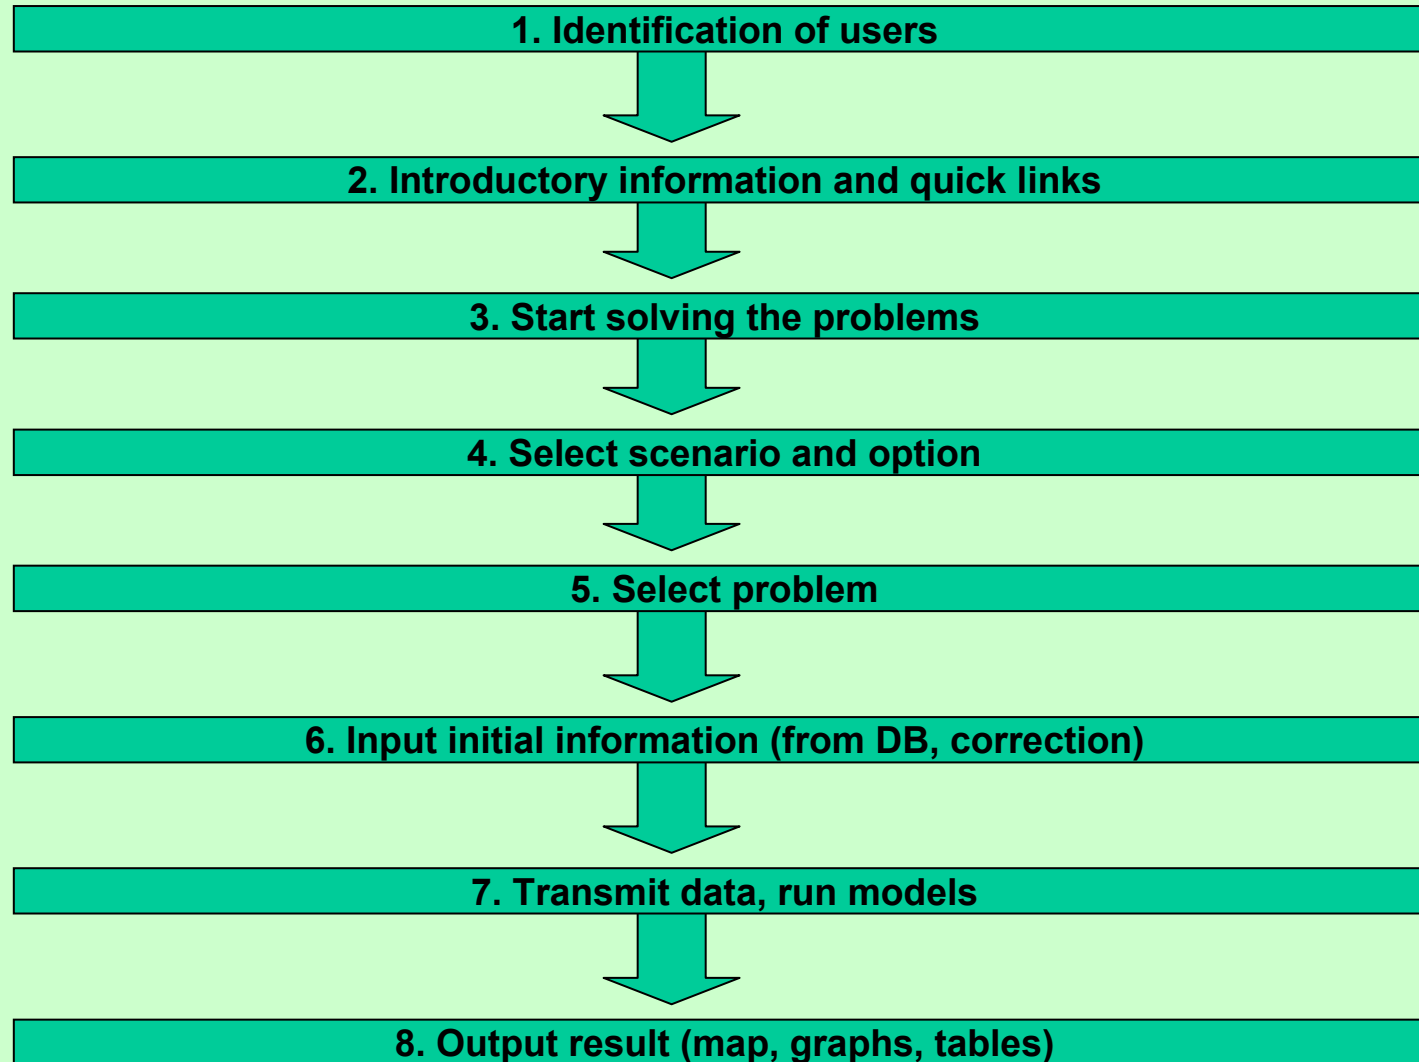 1. Identification of users
2. Introductory information and quick links
3. Start solving the problems
4. Select scenario and option
5. Select problem
6. Input initial information (from DB, correction)
7. Transmit data, run models
8. Output result (map, graphs, tables)